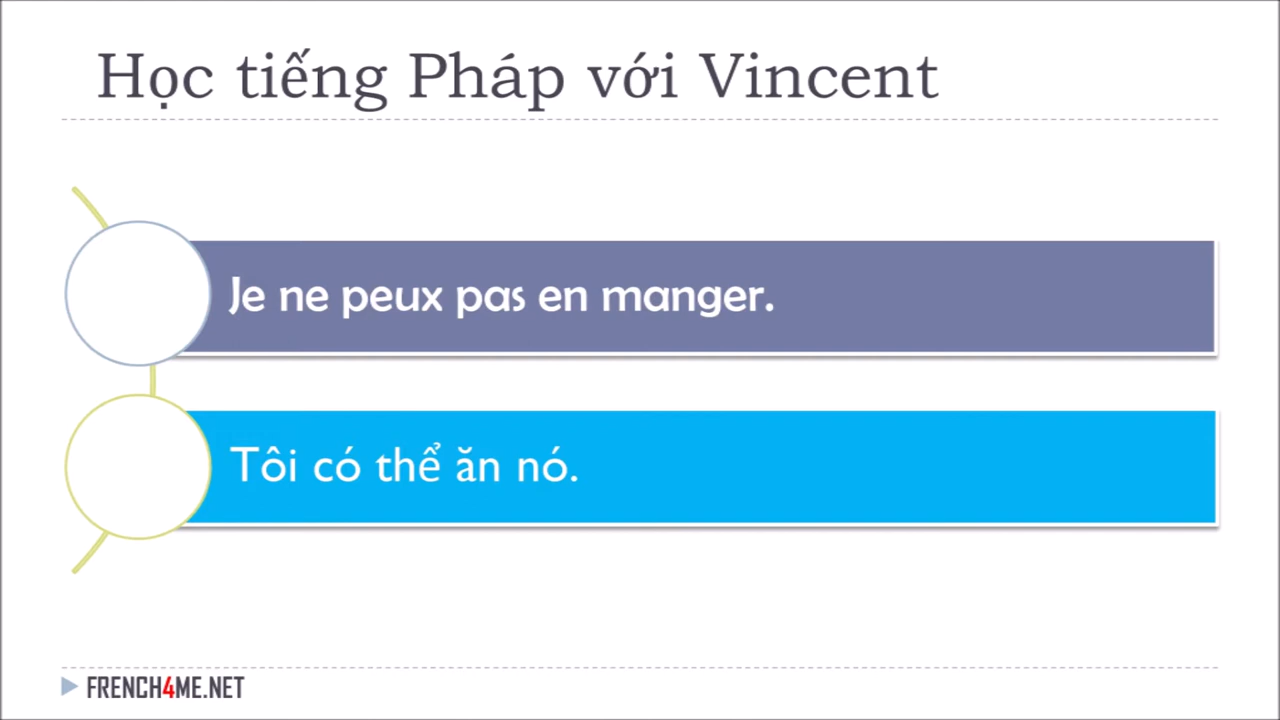 Học tiếng Pháp với Vincent
Je ne peux pas en manger.
Tôi có thể ăn nó.
FRENCH4ME.NET